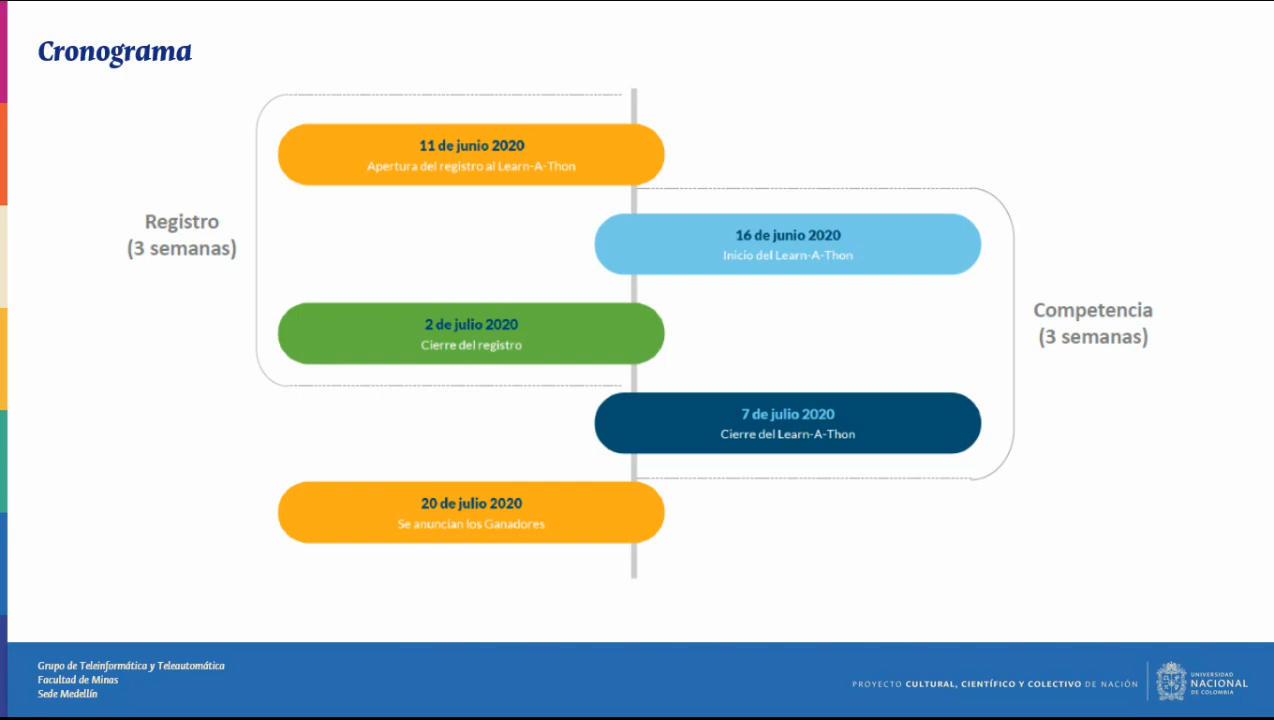 Cronograma
11 de junio 2020
Apertura del registro al Learn-A-Thon
Registro
(3 semanas)
16 de junio 2020
Inicio del Learn-A-Thon
2 de julio 2020
Cierre del registro
Competencia
(3 semanas)
7 de julio 2020
Cierre del Learn-A-Thon
20 de julio 2020
Se anuncian los Ganadores
Grupo de Teleinformática y Teleautomática
Facultad de Minas
Sede Medellín
PROYECTO CULTURAL, CIENTÍFICO Y COLECTIVO DE NACIÓN
UNIVERSIDAD
NACIONAL
DE COLOMBIA